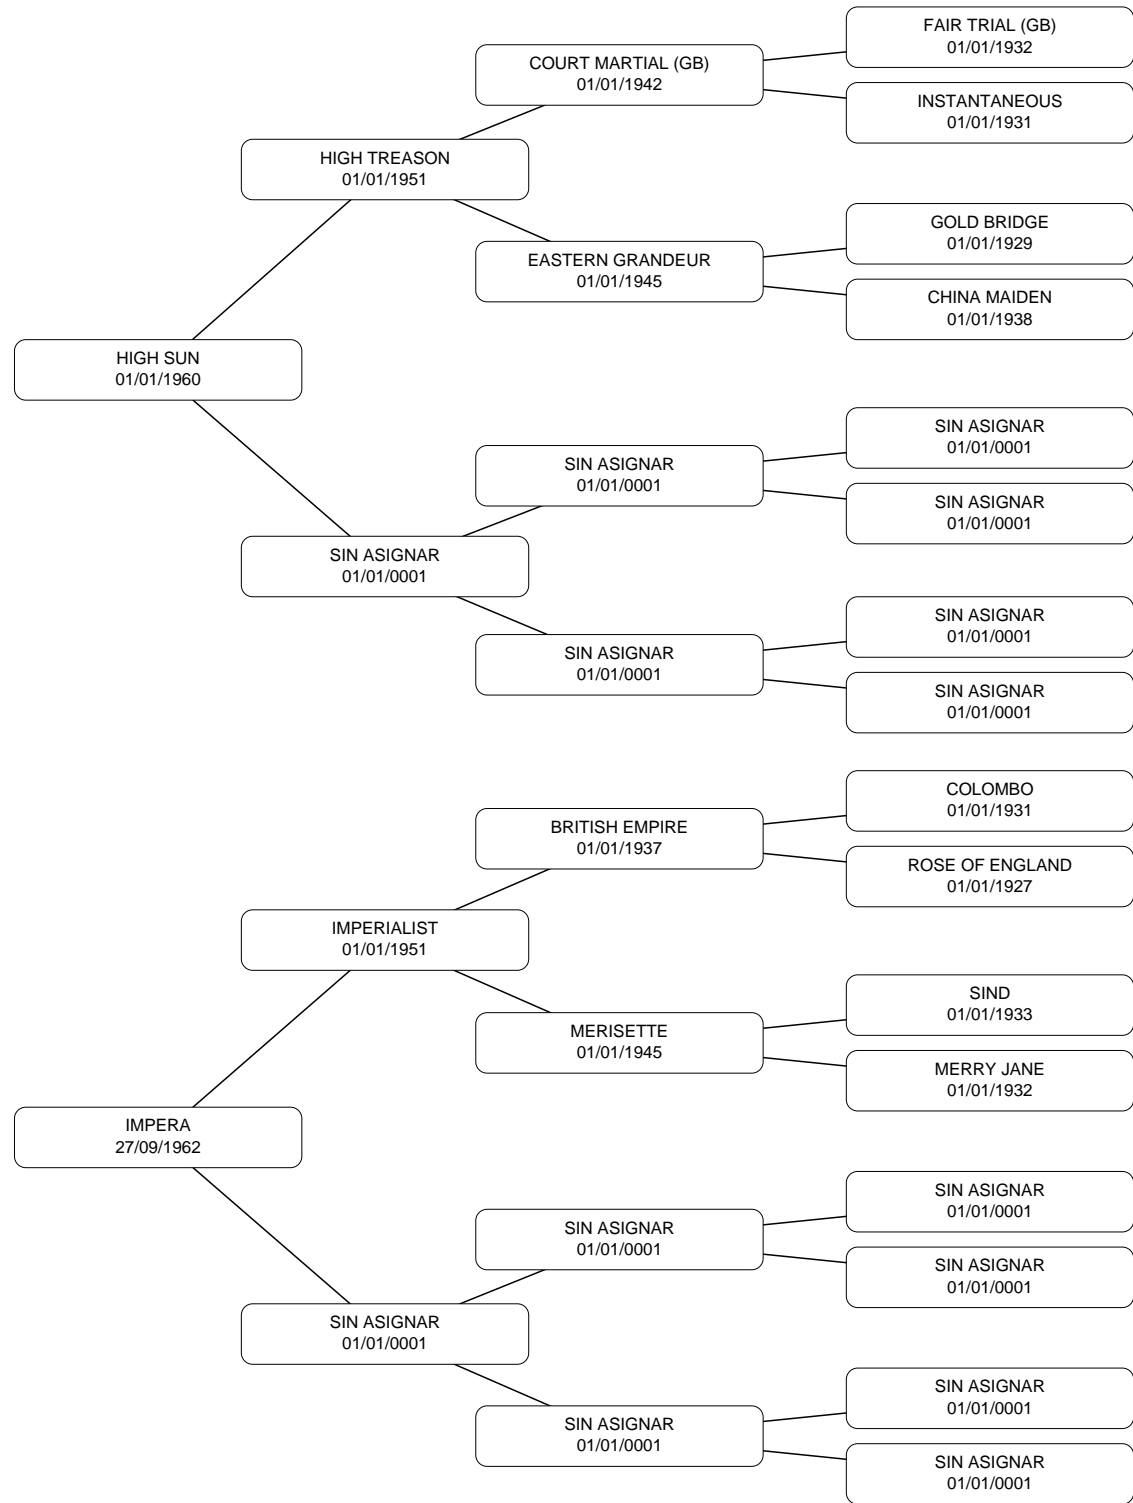 FAIR TRIAL (GB)
01/01/1932
COURT MARTIAL (GB)
01/01/1942
INSTANTANEOUS
01/01/1931
HIGH TREASON
01/01/1951
GOLD BRIDGE
01/01/1929
EASTERN GRANDEUR
01/01/1945
CHINA MAIDEN
01/01/1938
HIGH SUN
01/01/1960
SIN ASIGNAR
01/01/0001
SIN ASIGNAR
01/01/0001
SIN ASIGNAR
01/01/0001
SIN ASIGNAR
01/01/0001
SIN ASIGNAR
01/01/0001
SIN ASIGNAR
01/01/0001
SIN ASIGNAR
01/01/0001
COLOMBO
01/01/1931
BRITISH EMPIRE
01/01/1937
ROSE OF ENGLAND
01/01/1927
IMPERIALIST
01/01/1951
SIND
01/01/1933
MERISETTE
01/01/1945
MERRY JANE
01/01/1932
IMPERA
27/09/1962
SIN ASIGNAR
01/01/0001
SIN ASIGNAR
01/01/0001
SIN ASIGNAR
01/01/0001
SIN ASIGNAR
01/01/0001
SIN ASIGNAR
01/01/0001
SIN ASIGNAR
01/01/0001
SIN ASIGNAR
01/01/0001